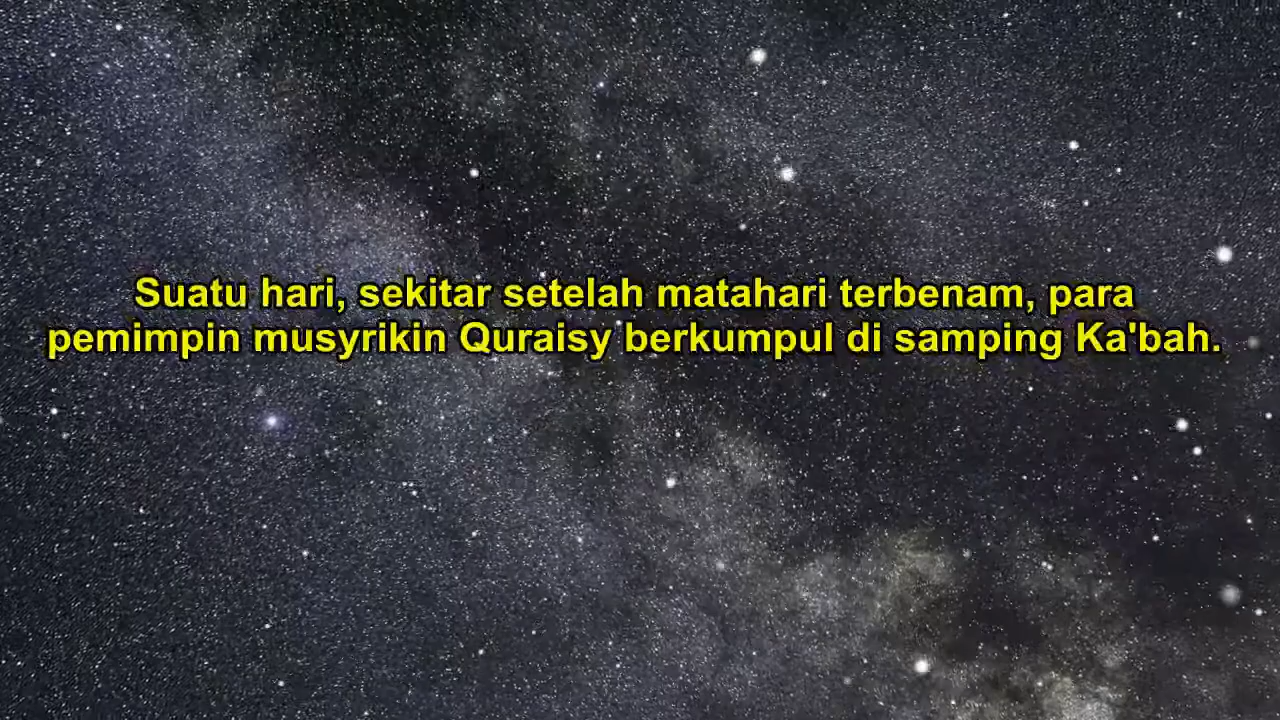 Suatu hari, sekitar setelah matahari terbenam, para
pemimpin musyrikin Quraisy berkumpul di samping Ka'bah.